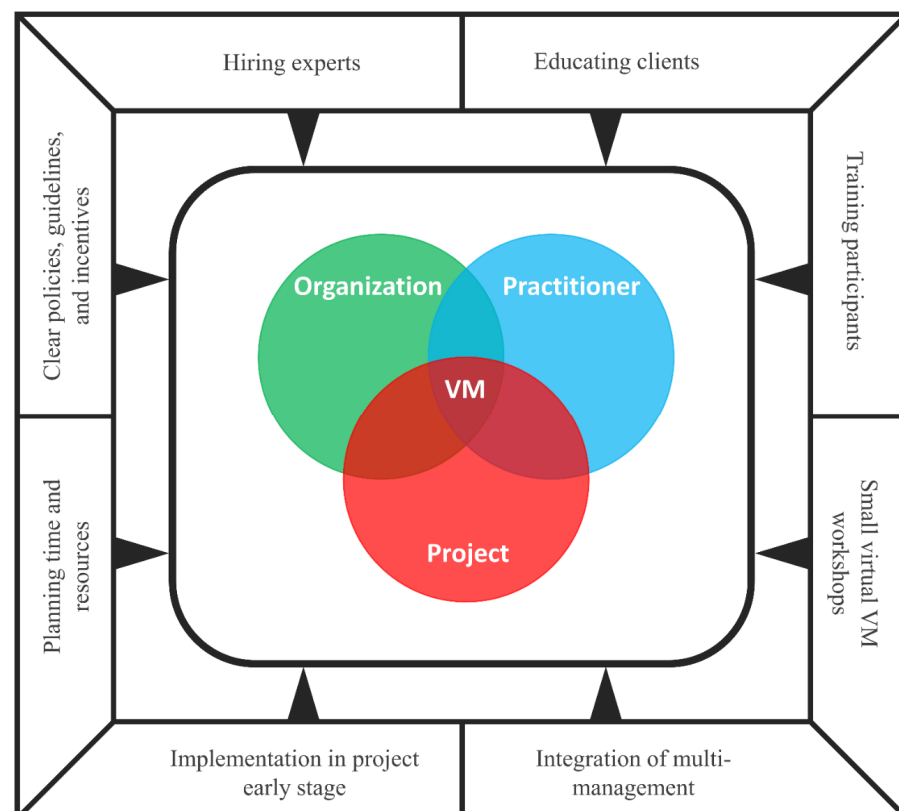 Hiring experts
Educating clients
Clear policies, guidelines,
and incentives
Training participants
Organization
Practitioner
VM
Project
Planning time and
resources
Small virtual VM
workshops
Implementation in project
early stage
Integration of multi-
management